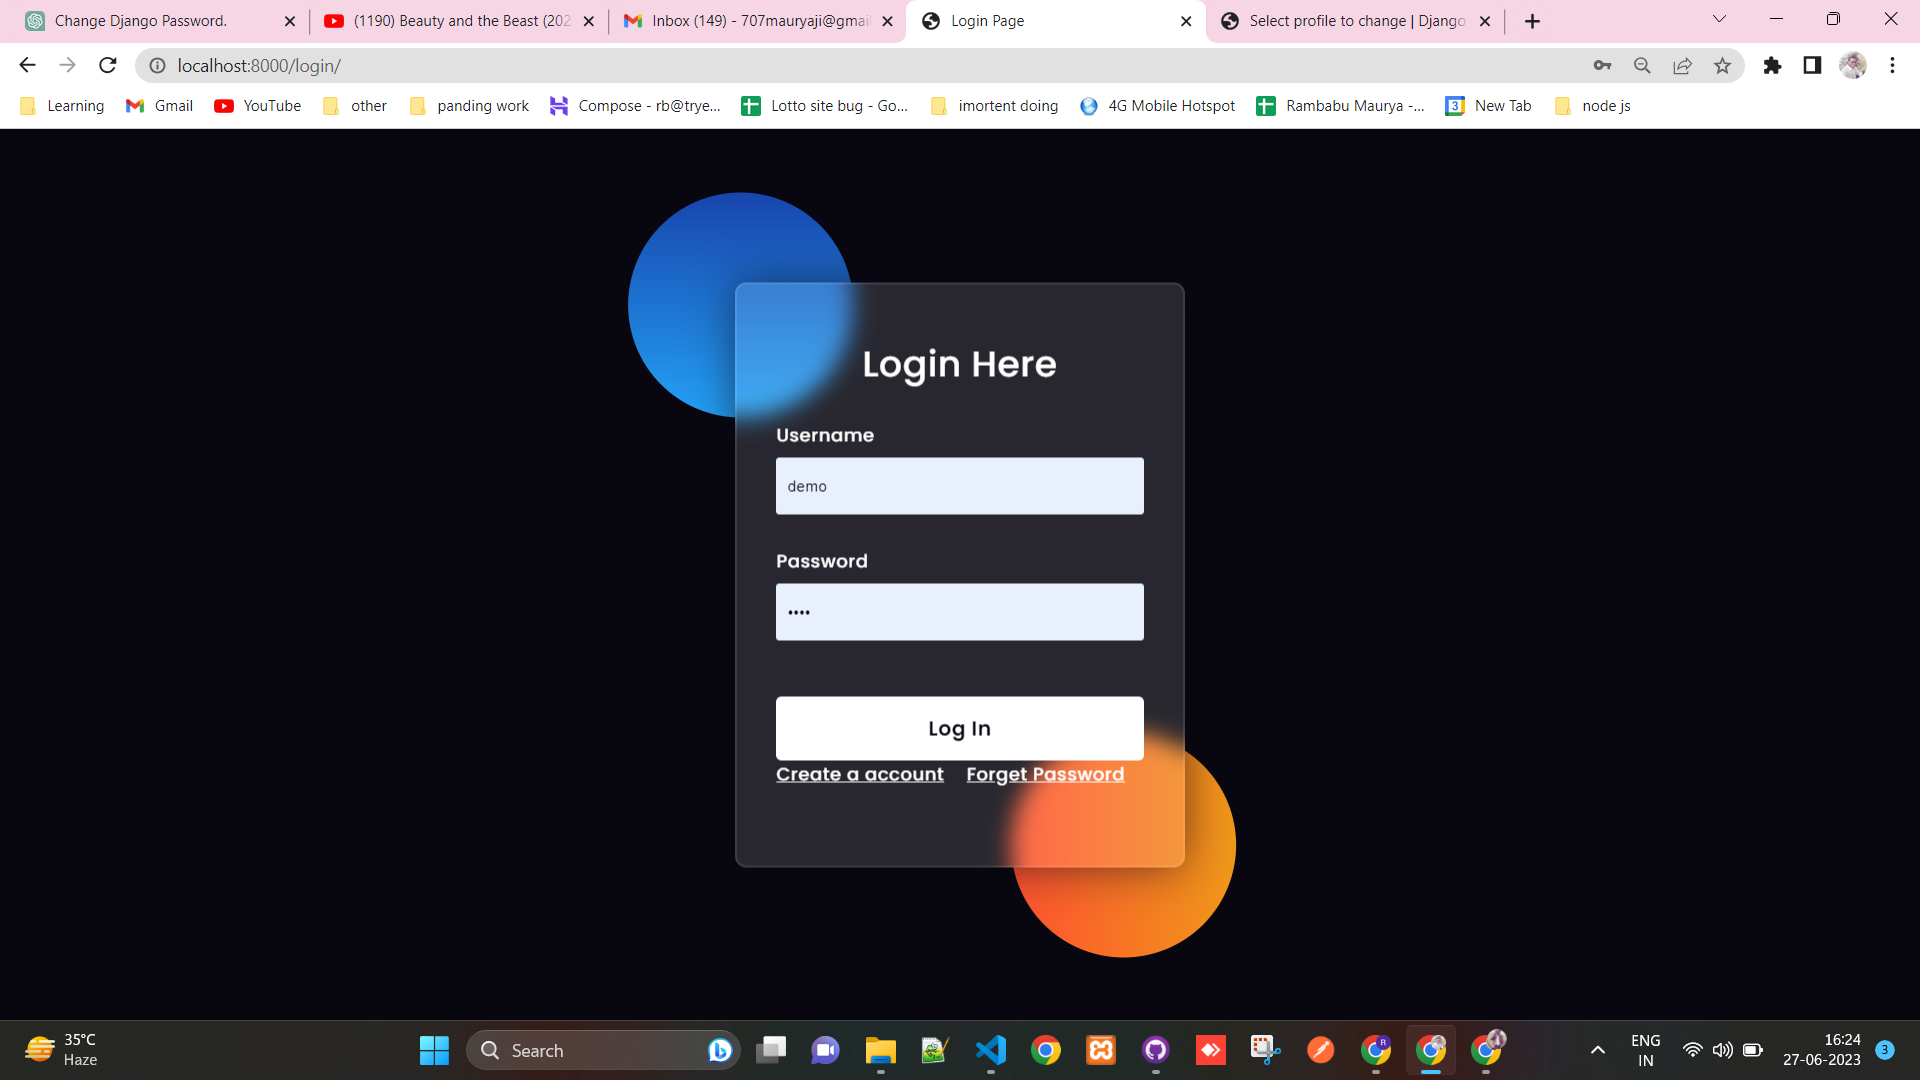 Change Django Password.
(1190) Beauty and the Beast (202
Inbox (149) - 707mauryaji@gmail
Login Page
Select profile to change | Django
localhost:8000/login/
Learning
Gmail
YouTube
other
panding work
Compose - rb@trye...
Lotto site bug - Go...
imortent doing
4G Mobile Hotspot
Rambabu Maurya -...
3
New Tab
node js
Login Here
Username
demo
Password
••••
Log In
Create a account Forget Password
35°C
Haze
Search
R
ENG
IN
16:24
27-06-2023
3